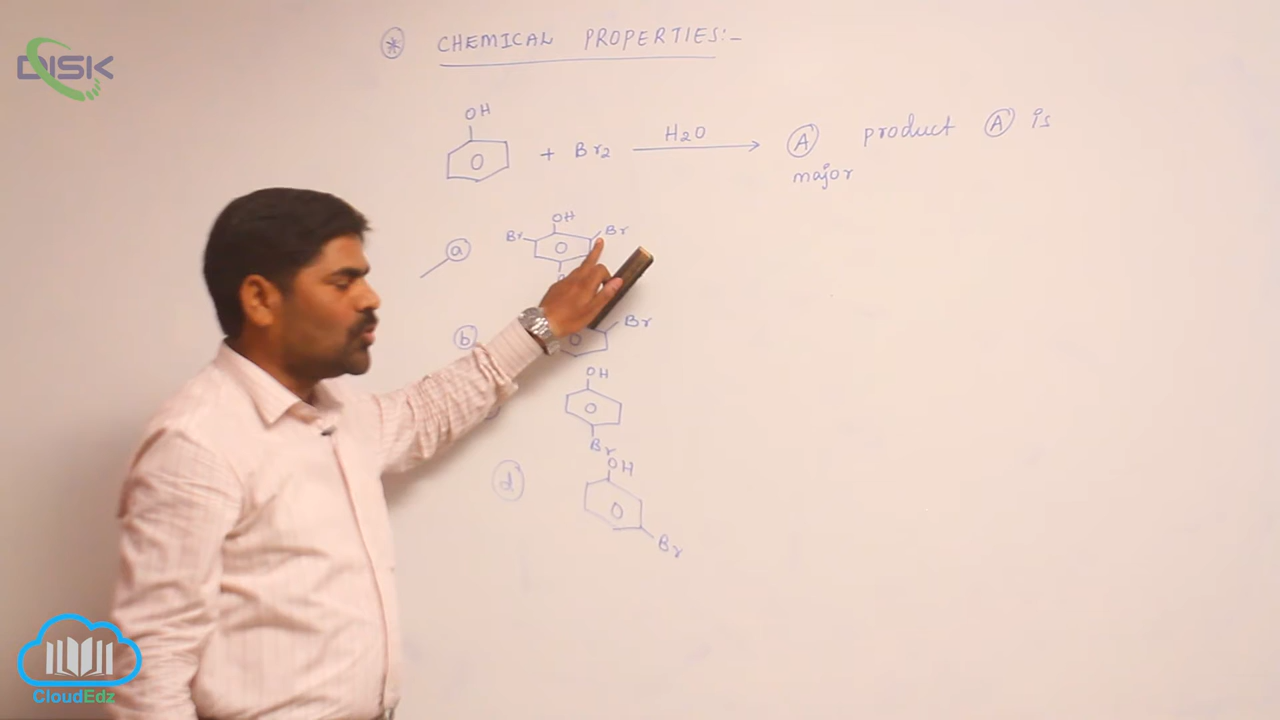 DISK
* CHEMICAL PROPERTIES:-
OH
+ Br2 H2O A product A is
major
OH
a Br Br
b Br
OH
Br
OH
d
Br
CloudEdz